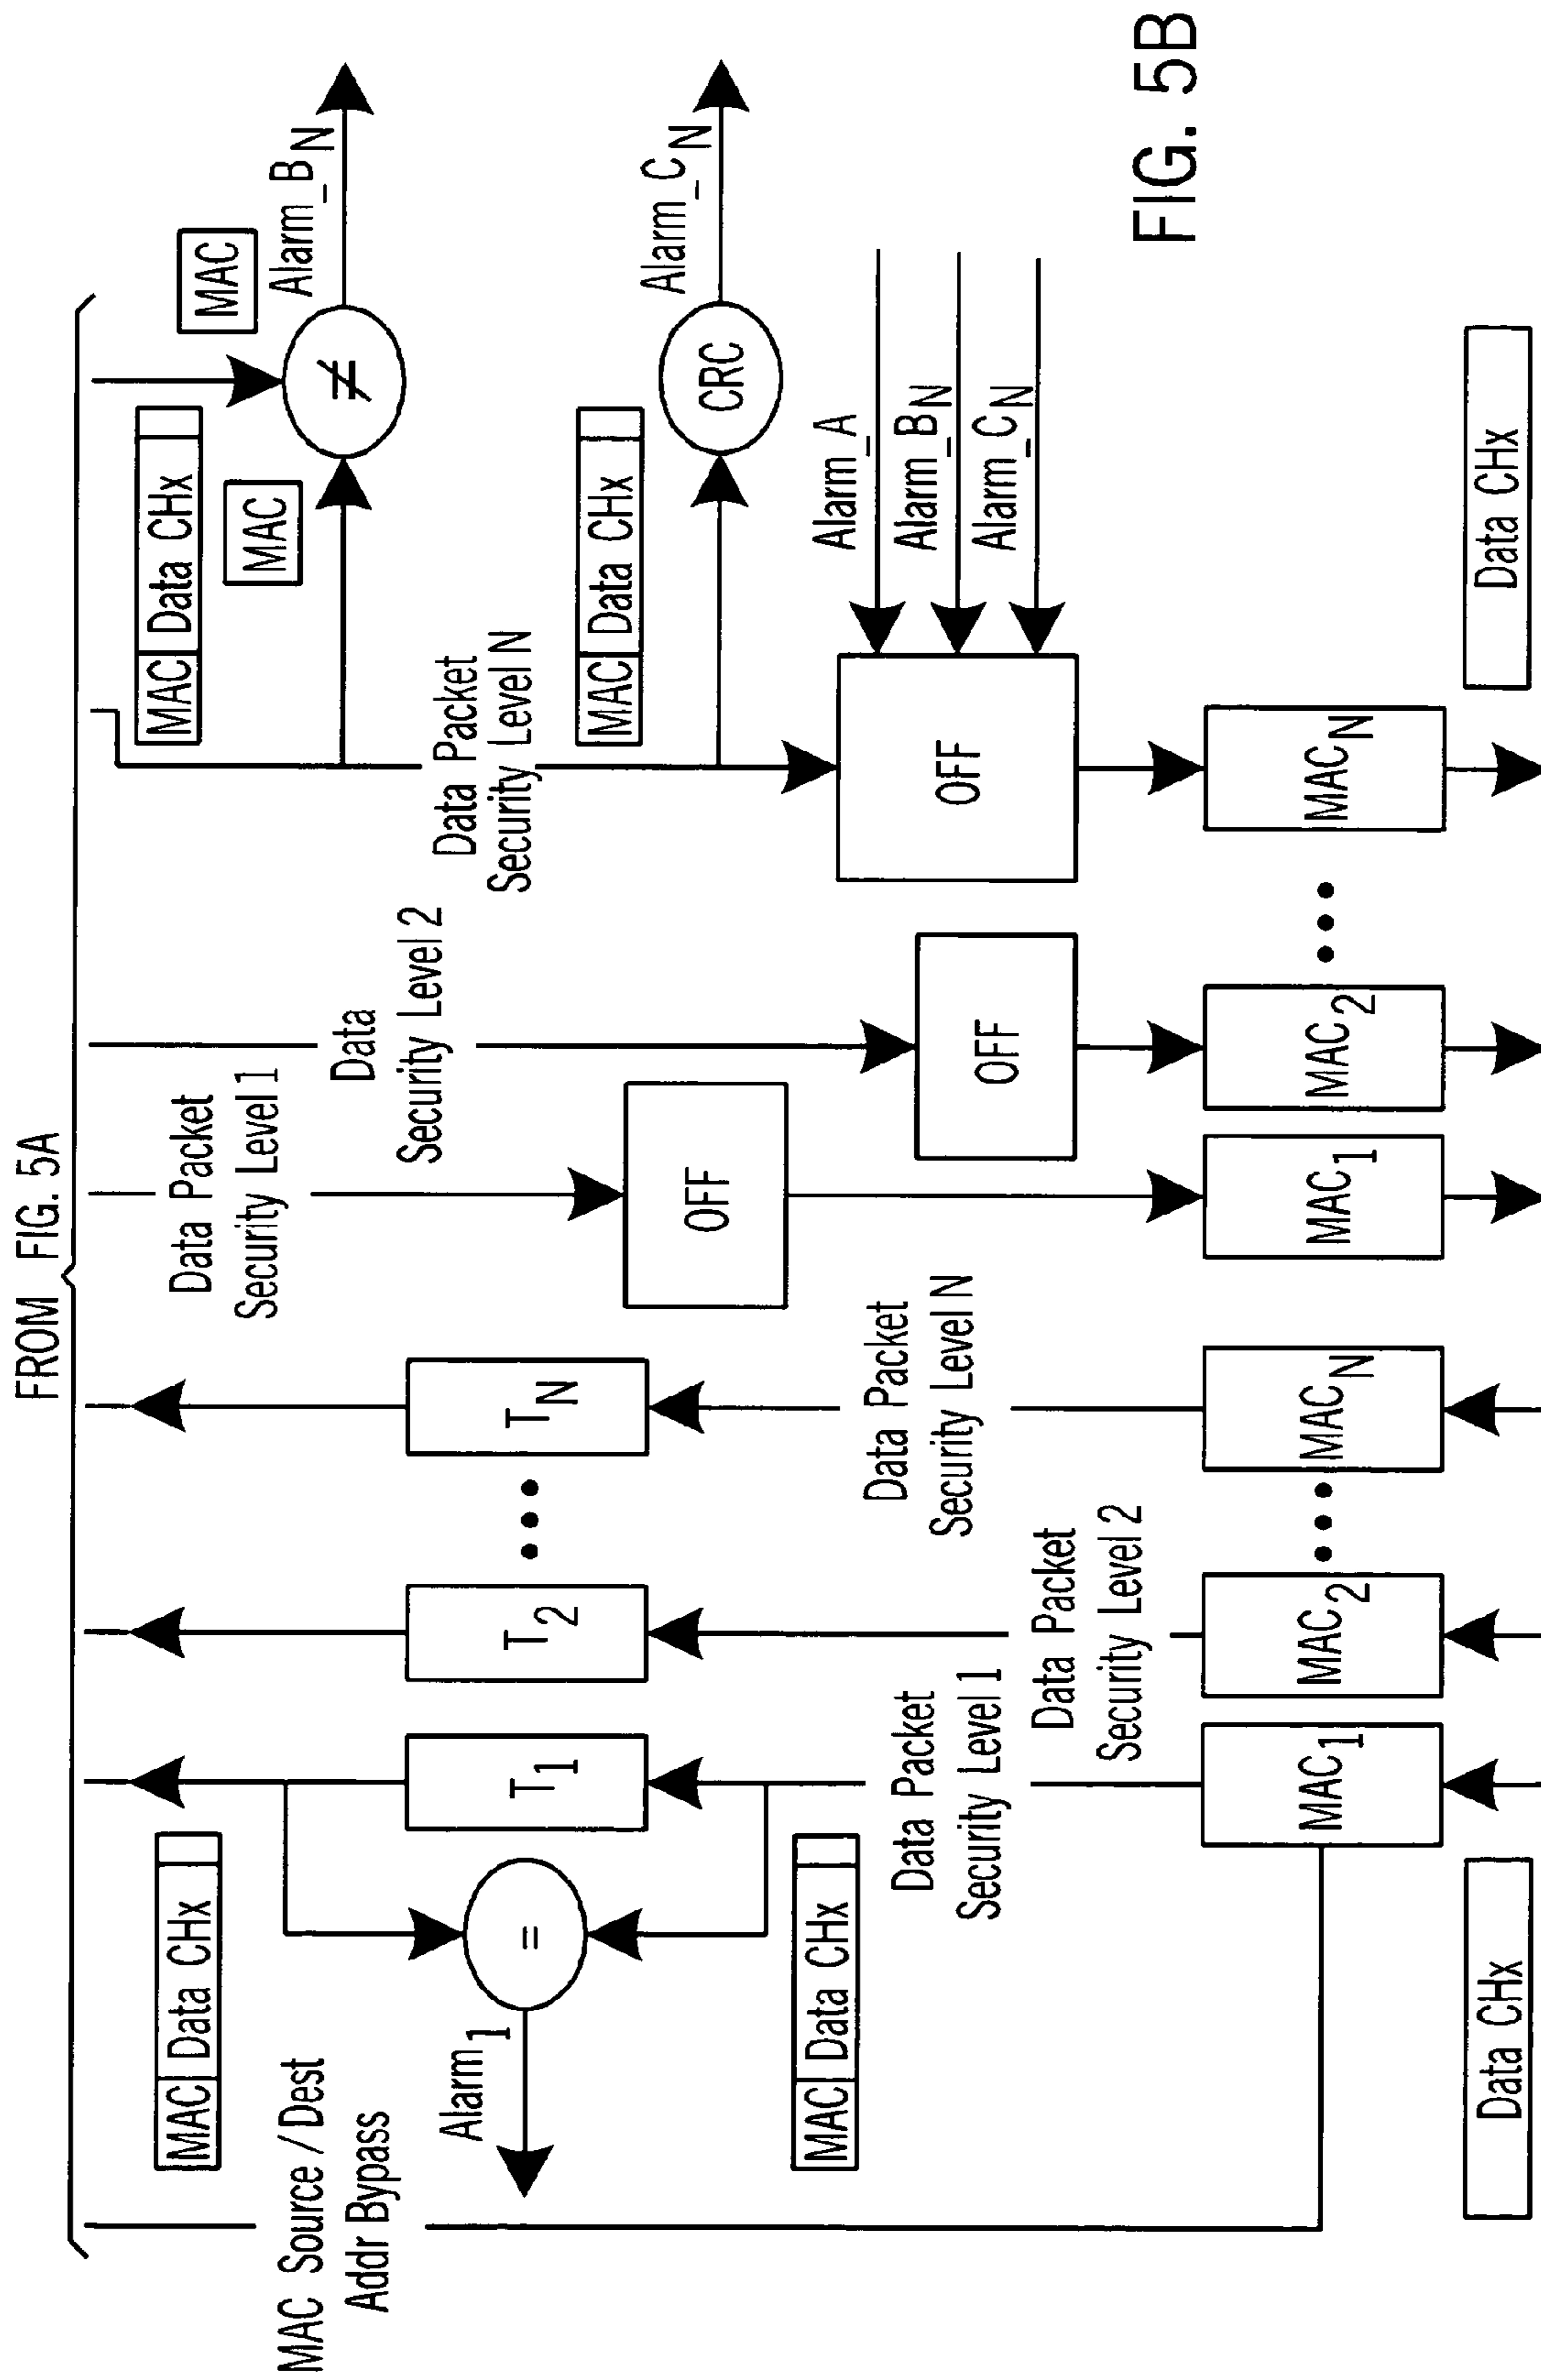 FROM FIG. 5A
MAC Source / Dest
Addr Bypass
MAC Data CHx
Alarm1
=
MAC Data CHx
T1
T2
TN
Data Packet
Security Level 1
Data Packet
Security Level 2
Data Packet
Security Level N
MAC1
MAC2
MACN
Data CHx
Data Packet
Security Level 1
Data
Security Level 2
Data Packet
Security Level N
OFF
OFF
OFF
MAC Data CHx
MAC
MAC
≠
Alarm_BN
MAC Data CHx
CRC
Alarm_CN
Alarm_A
Alarm_BN
Alarm_CN
MAC1
MAC2
MACN
Data CHx
FIG. 5B